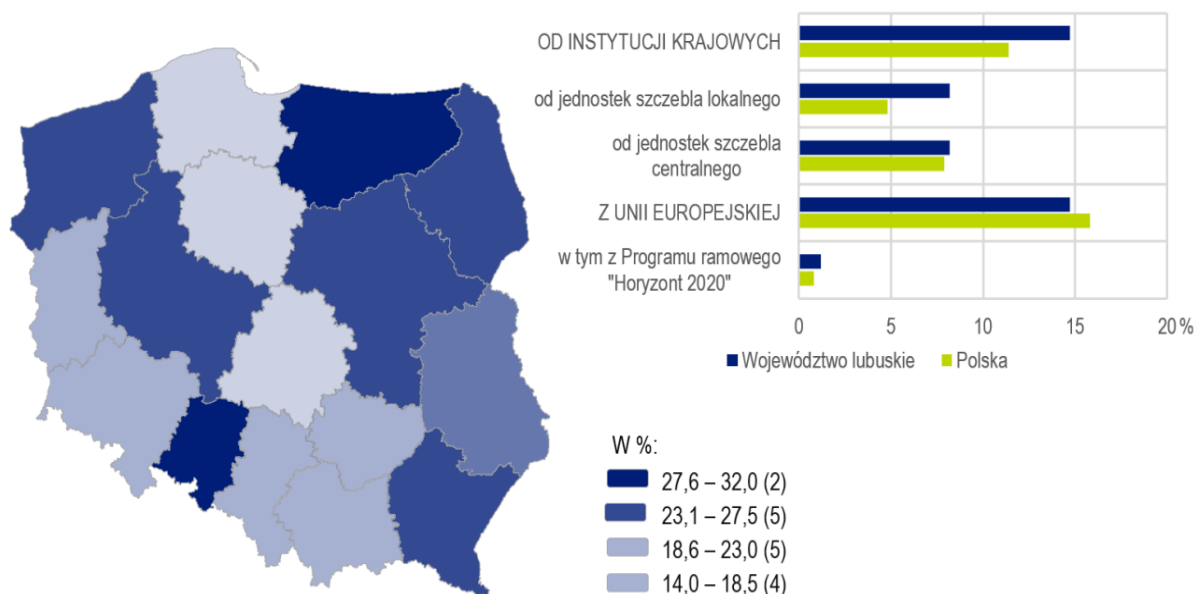 OD INSTYTUCJI KRAJOWYCH
od jednostek szczebla lokalnego
od jednostek szczebla
centralnego
Z UNII EUROPEJSKIEJ
w tym z Programu ramowego
"Horyzont 2020"
0 5 10 15 20 %
Województwo lubuskie Polska
W %:
27,6 – 32,0 (2)
23,1 – 27,5 (5)
18,6 – 23,0 (5)
14,0 – 18,5 (4)